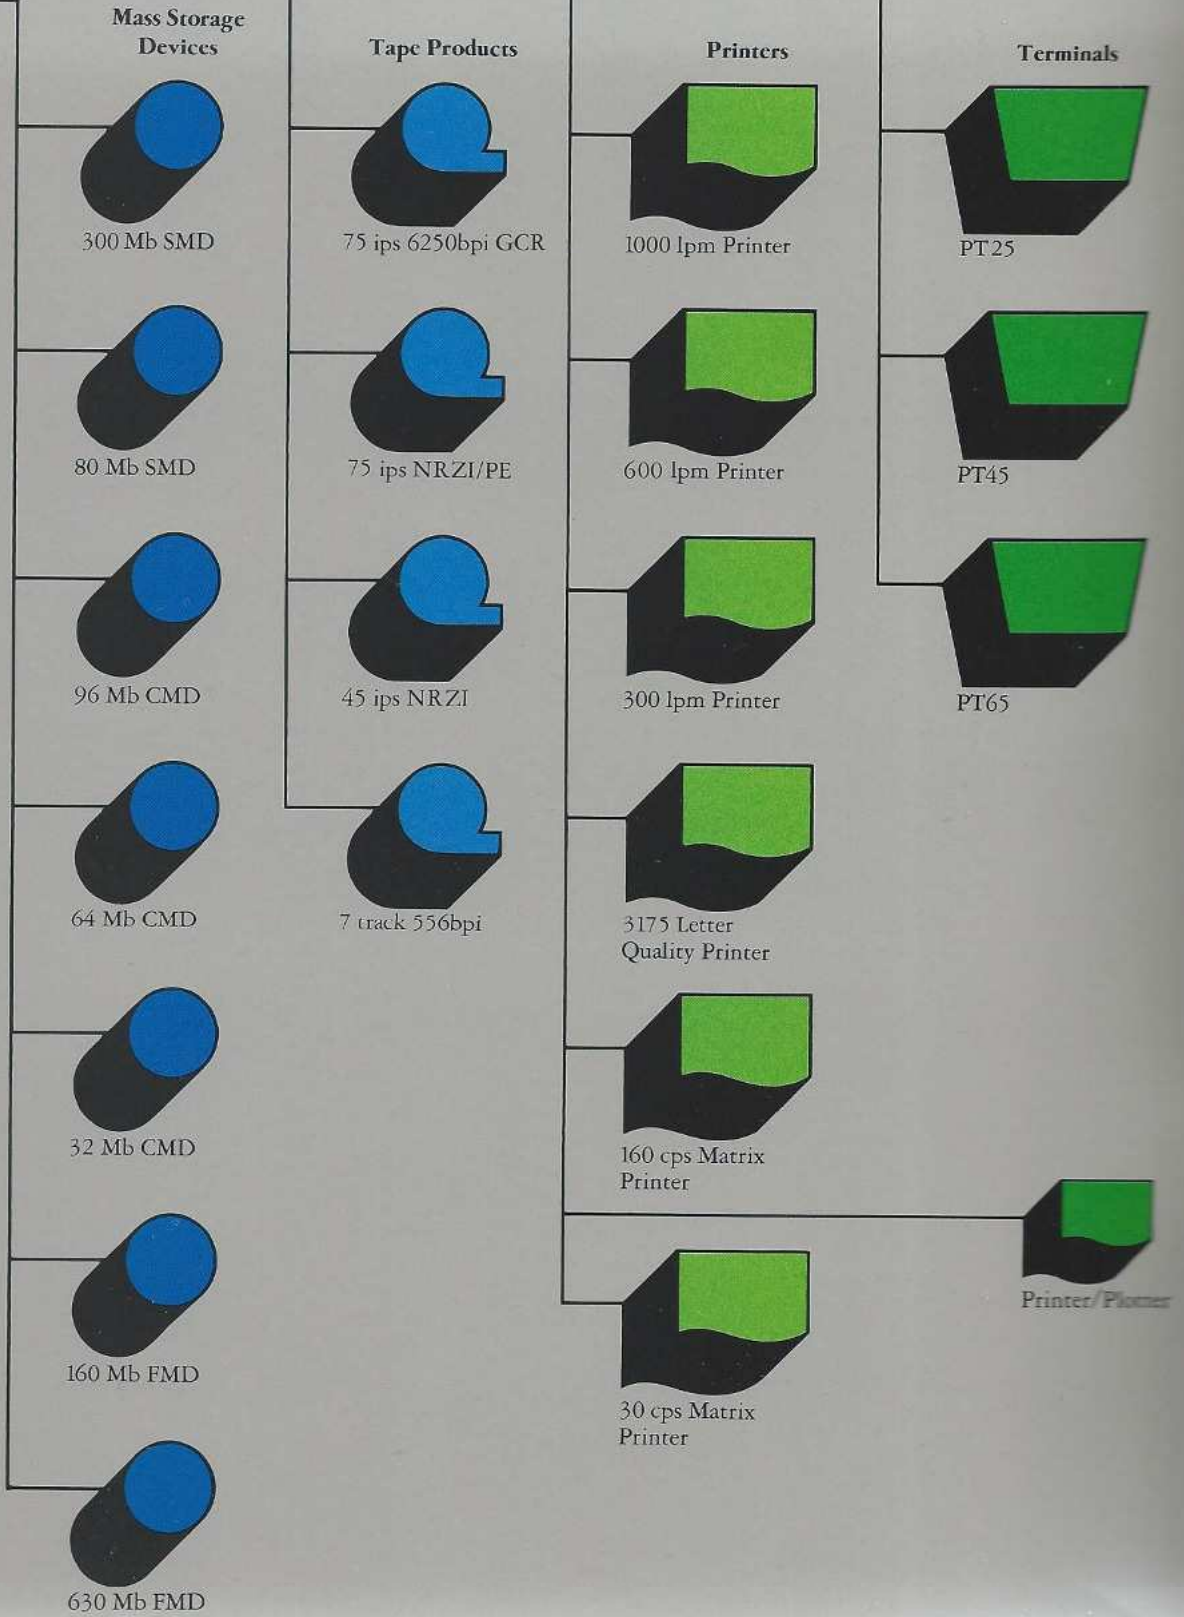 Mass Storage
Devices
300 Mb SMD
80 Mb SMD
96 Mb CMD
64 Mb CMD
32 Mb CMD
160 Mb FMD
630 Mb FMD
Tape Products
75 ips 6250bpi GCR
75 ips NRZI/PE
45 ips NRZI
7 track 556bpi
Printers
1000 lpm Printer
600 lpm Printer
300 lpm Printer
3175 Letter
Quality Printer
160 cps Matrix
Printer
30 cps Matrix
Printer
Printer/Plotter
Terminals
PT25
PT45
PT65